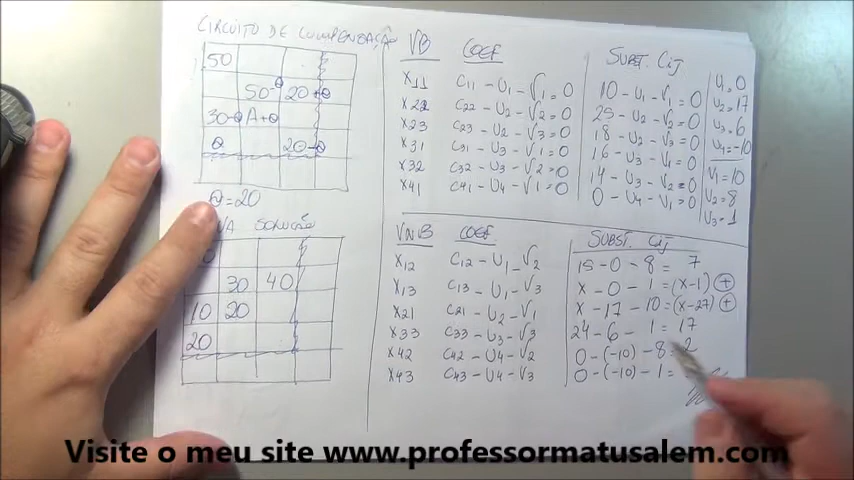 CIRCUITO DE COMPENSAÇÃO
50
50-θ 20+θ
30-θ A+θ
θ 20-θ
θ=20
SOLUÇÃO
30 40
10 20
20
VB COEF SUBST. Cij
X11 C11 - U1 - V1 = 0 10 - U1 - V1 = 0
X22 C22 - U2 - V2 = 0 25 - U2 - V2 = 0
X23 C23 - U2 - V3 = 0 18 - U2 - V3 = 0
X31 C31 - U3 - V1 = 0 16 - U3 - V1 = 0
X32 C32 - U3 - V2 = 0 14 - U3 - V2 = 0
X41 C41 - U4 - V1 = 0 0 - U4 - V1 = 0
U1 = 0
U2 = 17
U3 = 6
U4 = -10
V1 = 10
V2 = 8
V3 = 1
VNB COEF SUBST. Cij
X12 C12 - U1 - V2 15 - 0 - 8 = 7
X13 C13 - U1 - V3 X - 0 - 1 = (X-1) +
X21 C21 - U2 - V1 X - 17 - 10 = (X-27) +
X33 C33 - U3 - V3 24 - 6 - 1 = 17
X42 C42 - U4 - V2 0 - (-10) - 8 = 2
X43 C43 - U4 - V3 0 - (-10) - 1 =
Visite o meu site www.professormatusalem.com